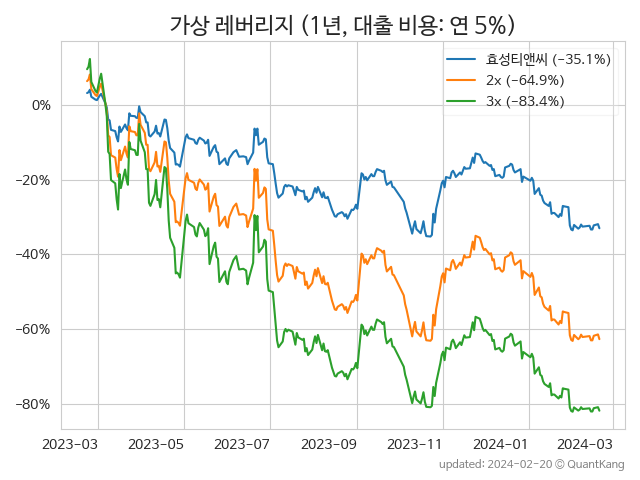 가상 레버리지 (1년, 대출 비용: 연 5%)
효성티앤씨 (−35.1%)
2x (−64.9%)
3x (−83.4%)
0%
−20%
−40%
−60%
−80%
2023-03 2023-05 2023-07 2023-09 2023-11 2024-01 2024-03
updated: 2024-02-20 © QuantKang